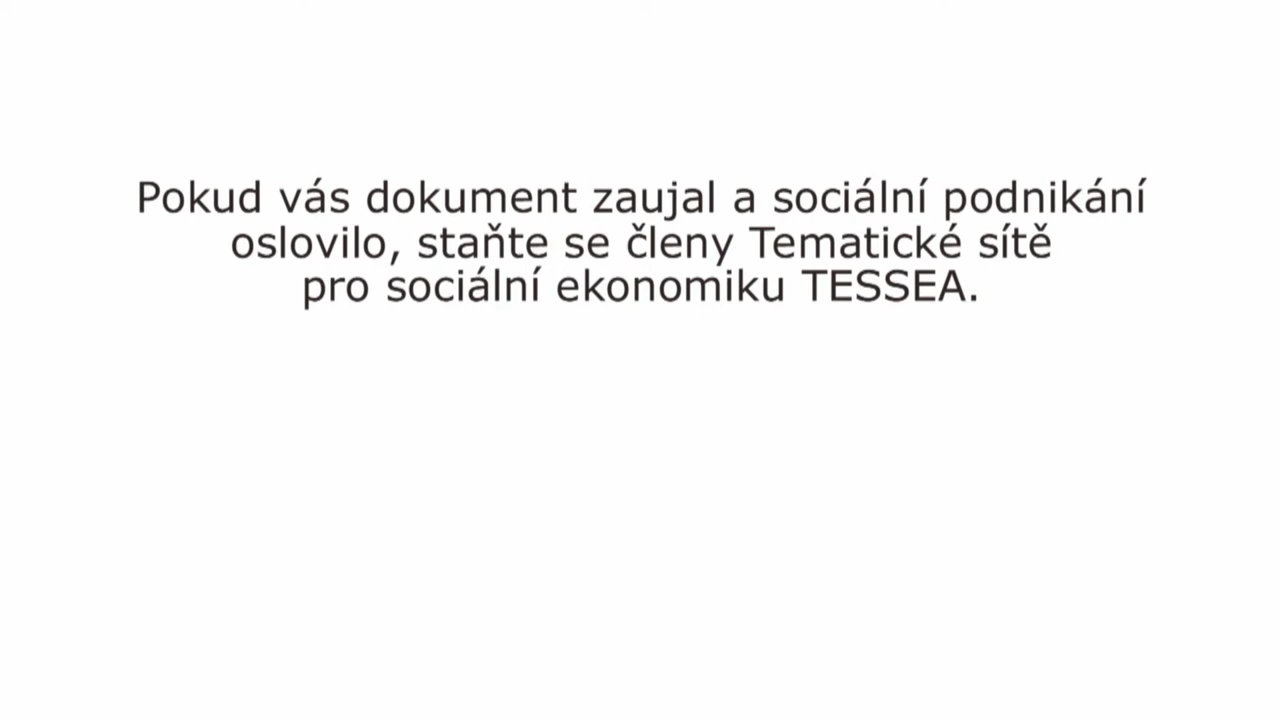 Pokud vás dokument zaujal a sociální podnikání
oslovilo, staňte se členy Tematické sítě
pro sociální ekonomiku TESSEA.